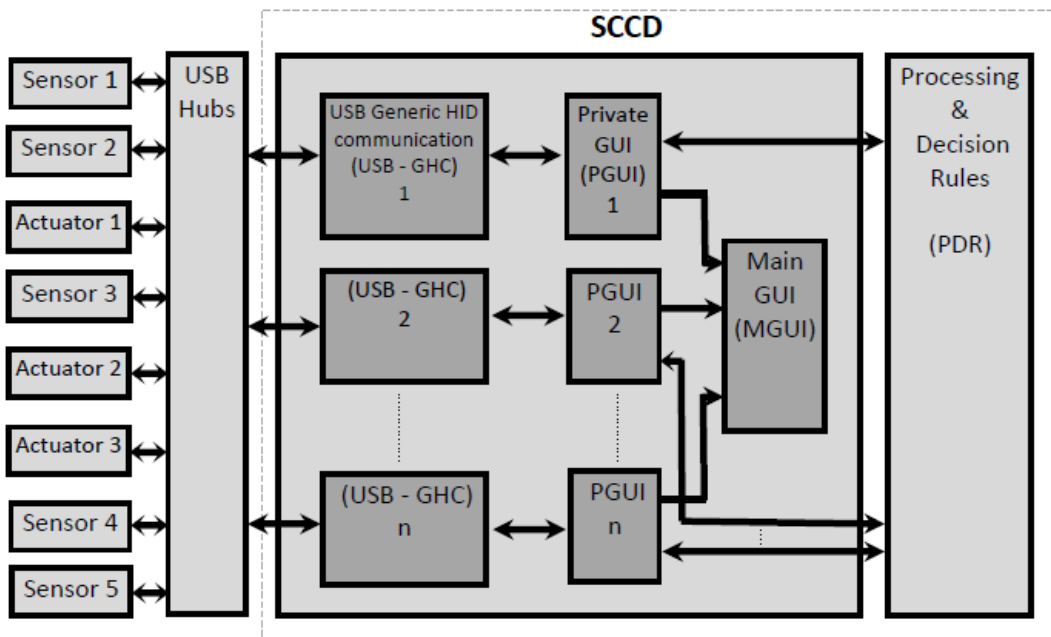 SCCD
Sensor 1
Sensor 2
Actuator 1
Sensor 3
Actuator 2
Actuator 3
Sensor 4
Sensor 5
USB
Hubs
USB Generic HID
communication
(USB - GHC)
1
(USB - GHC)
2
(USB - GHC)
n
Private
GUI
(PGUI)
1
PGUI
2
PGUI
n
Main
GUI
(MGUI)
Processing
&
Decision
Rules
(PDR)